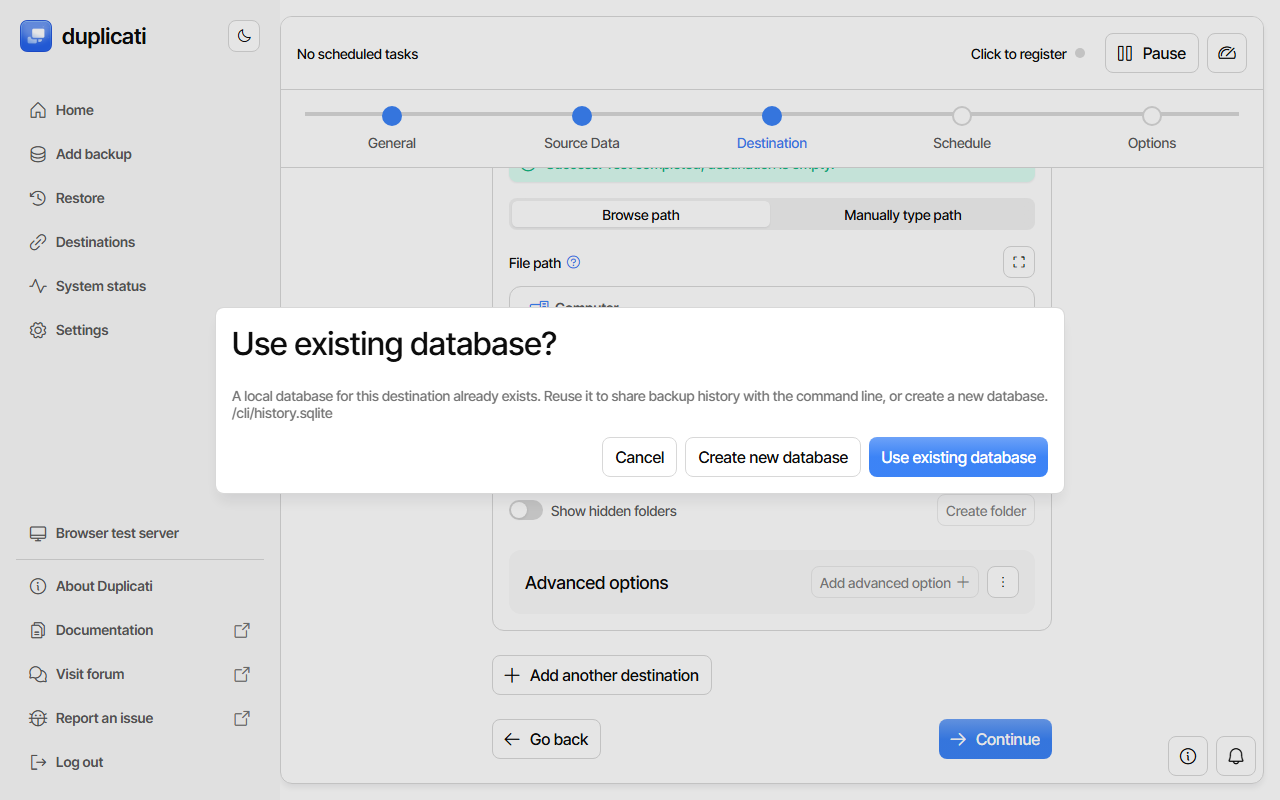 duplicati
No scheduled tasks
Click to register
Pause
Home
Add backup
Restore
Destinations
System status
Settings
General
Source Data
Destination
Schedule
Options
Browse path
Manually type path
File path
Use existing database?
A local database for this destination already exists. Reuse it to share backup history with the command line, or create a new database.
/cli/history.sqlite
Cancel
Create new database
Use existing database
Show hidden folders
Create folder
Advanced options
Add advanced option
Add another destination
Go back
Continue
Browser test server
About Duplicati
Documentation
Visit forum
Report an issue
Log out